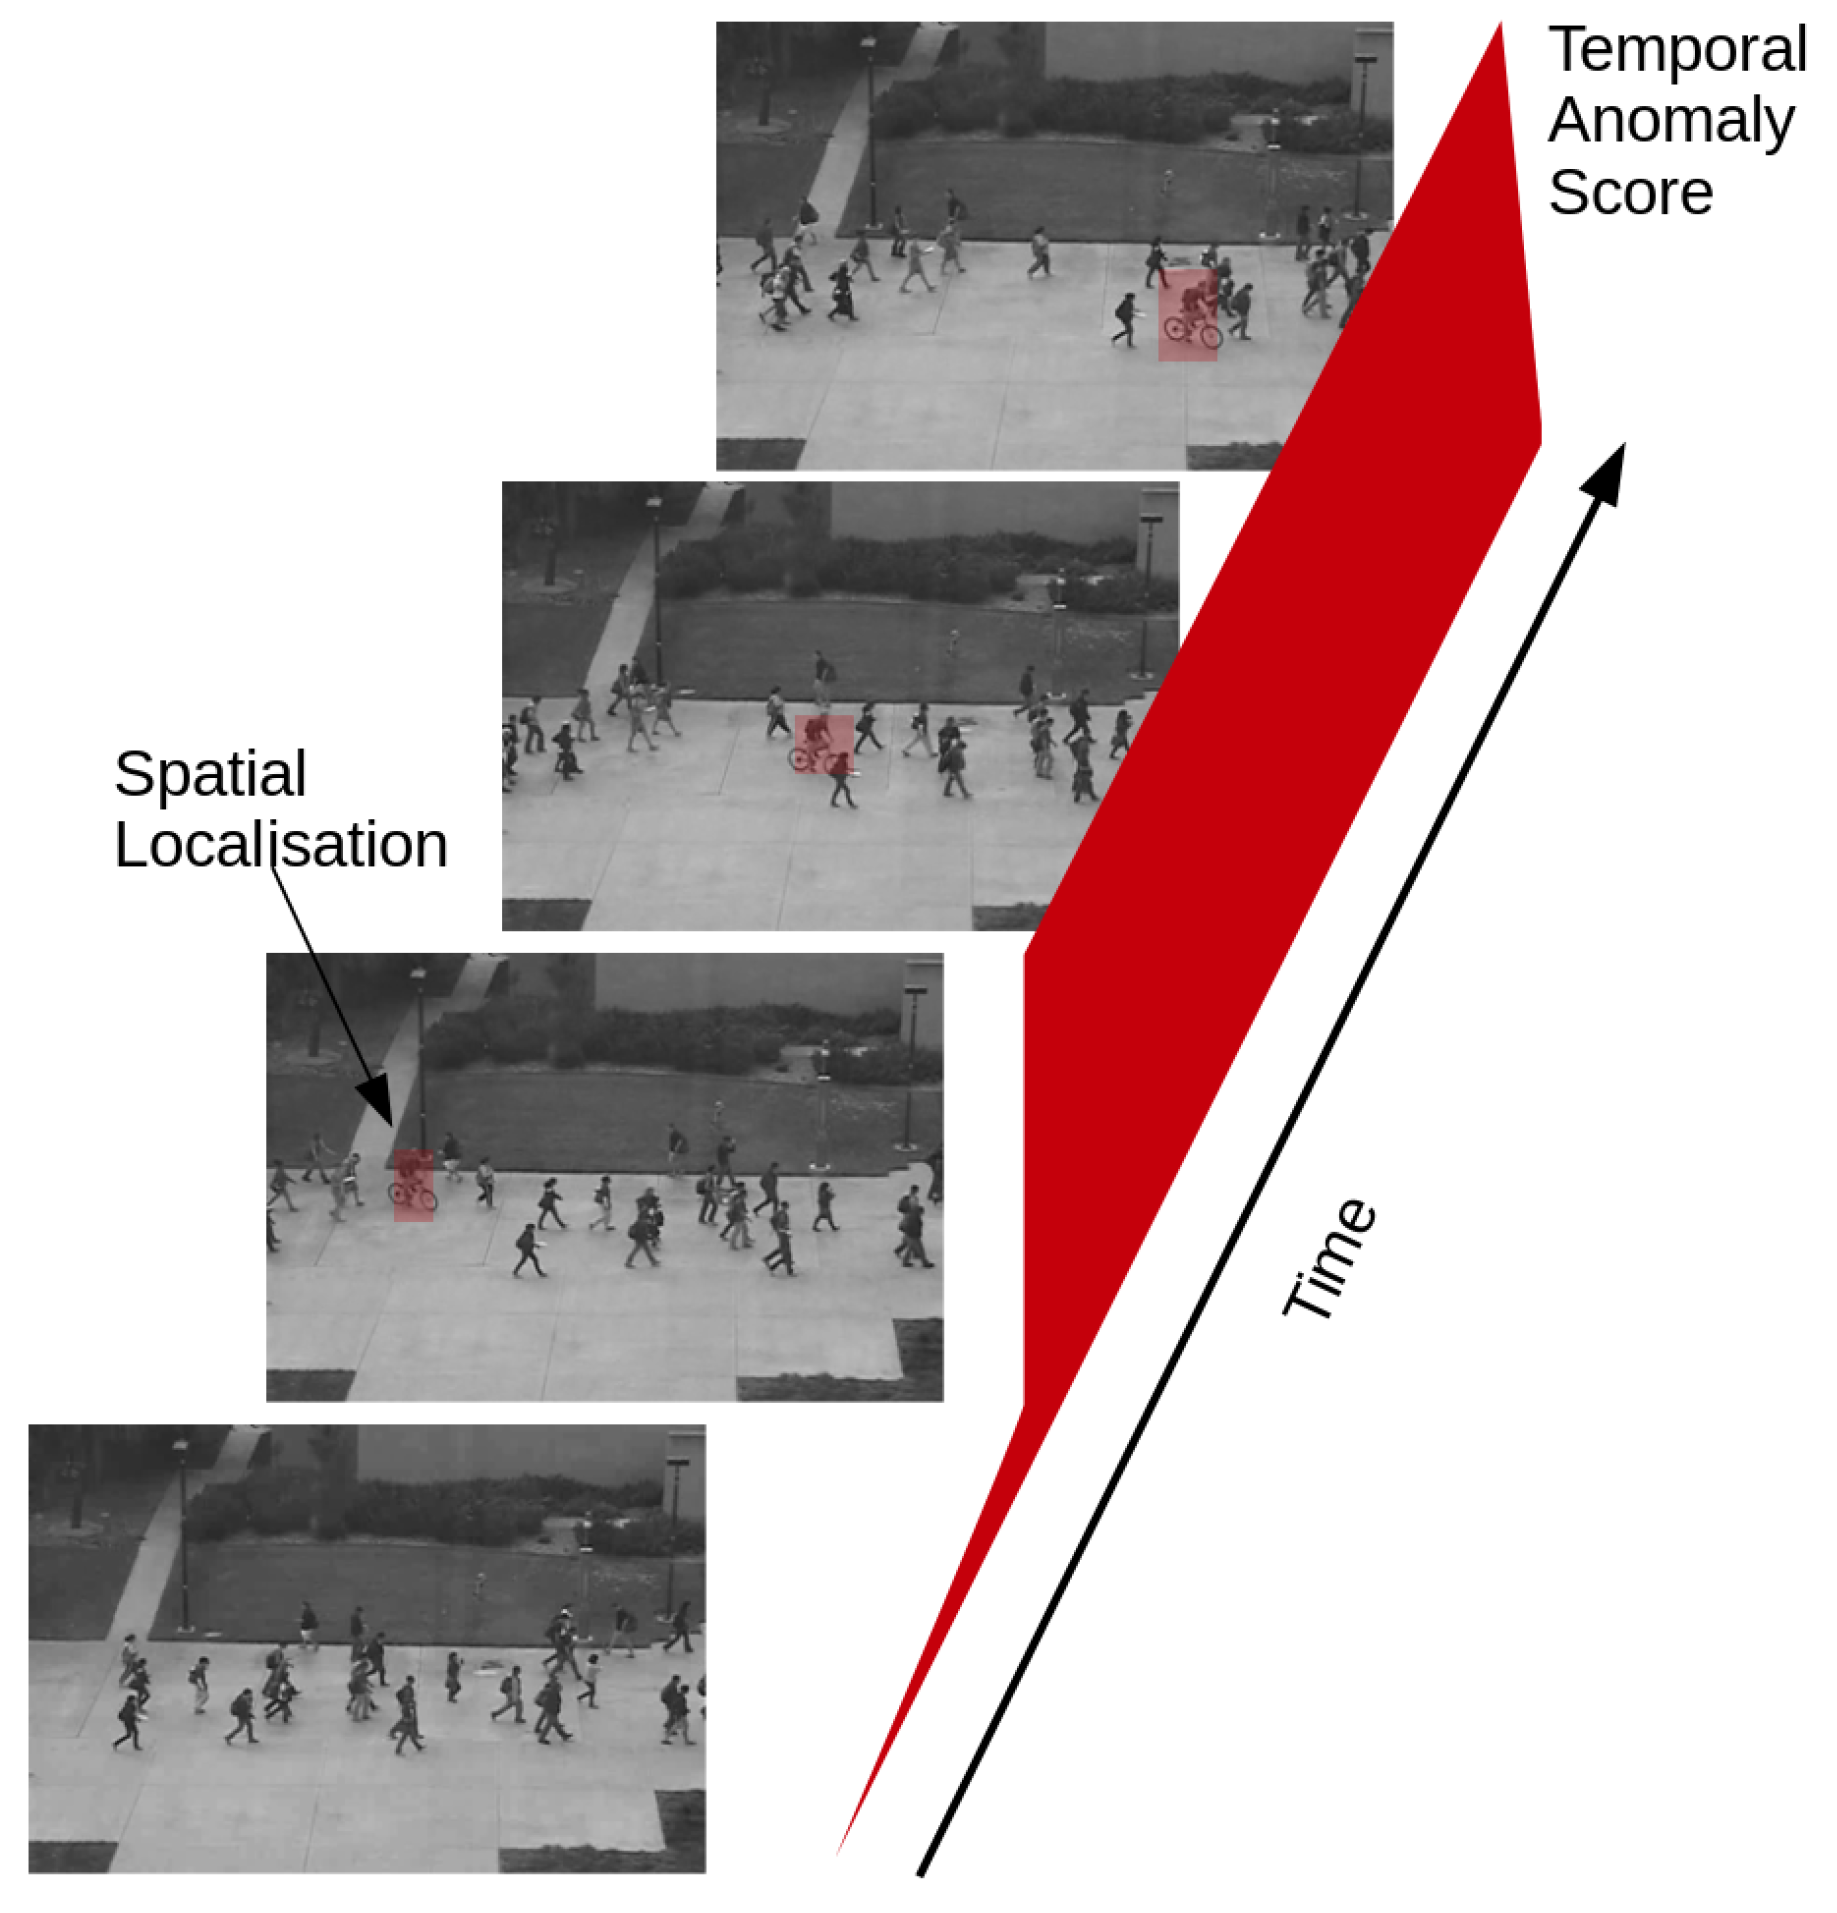 Temporal
Anomaly
Score
Spatial
Localisation
Time